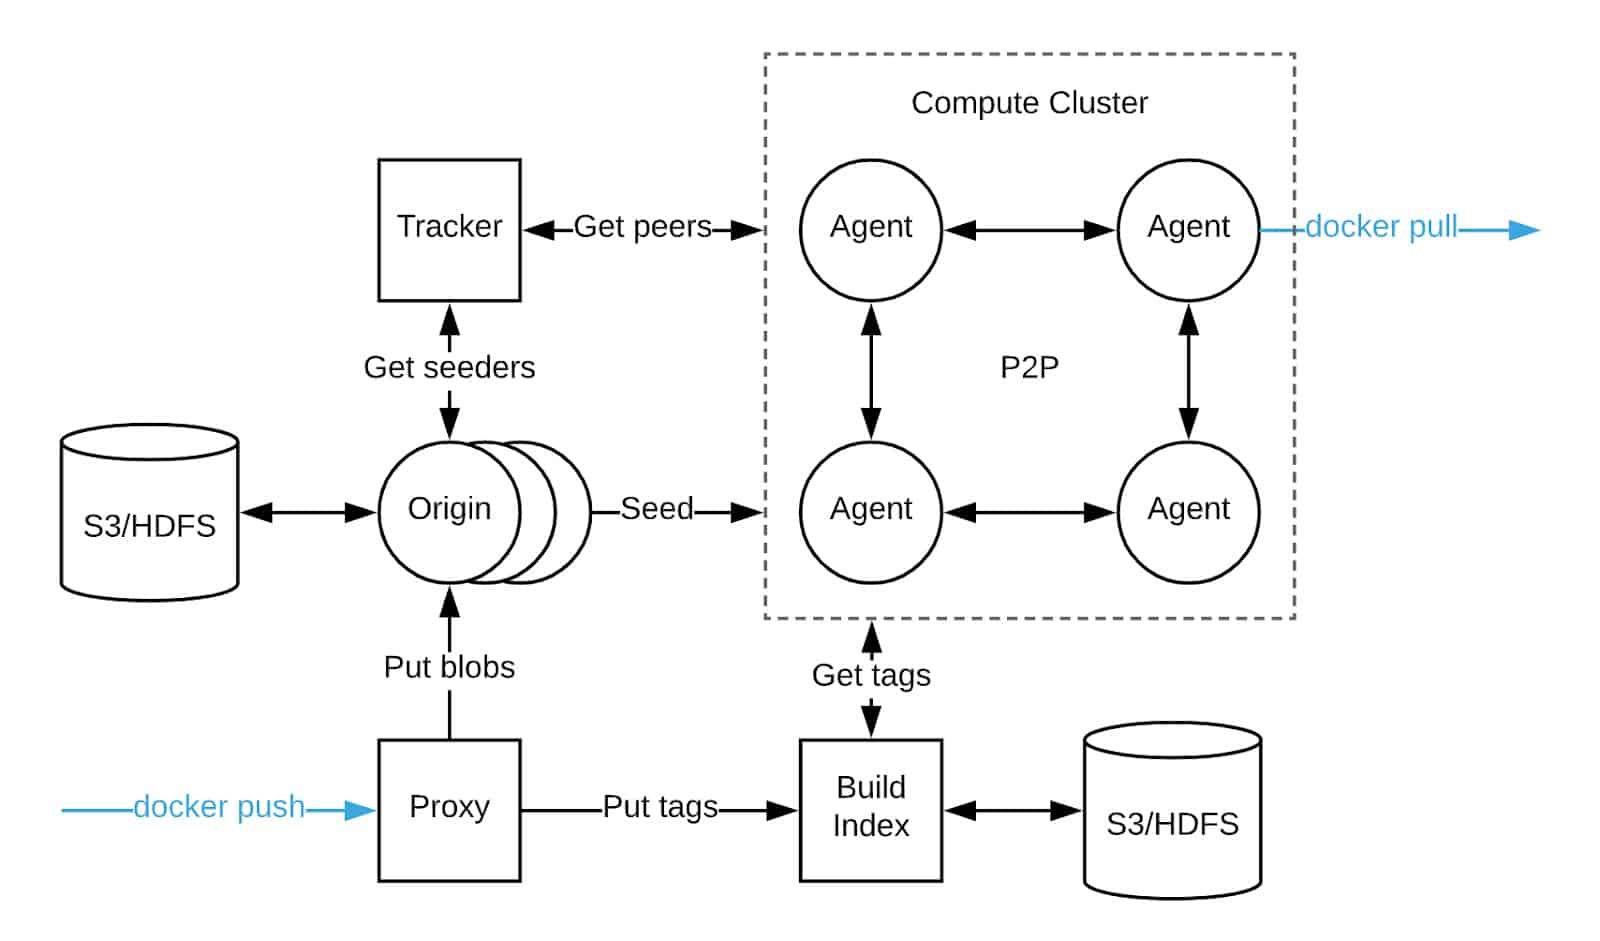 Compute Cluster
Tracker
Get peers
Agent
Agent
docker pull
Get seeders
P2P
S3/HDFS
Origin
Seed
Agent
Agent
Put blobs
Get tags
docker push
Proxy
Put tags
Build
Index
S3/HDFS